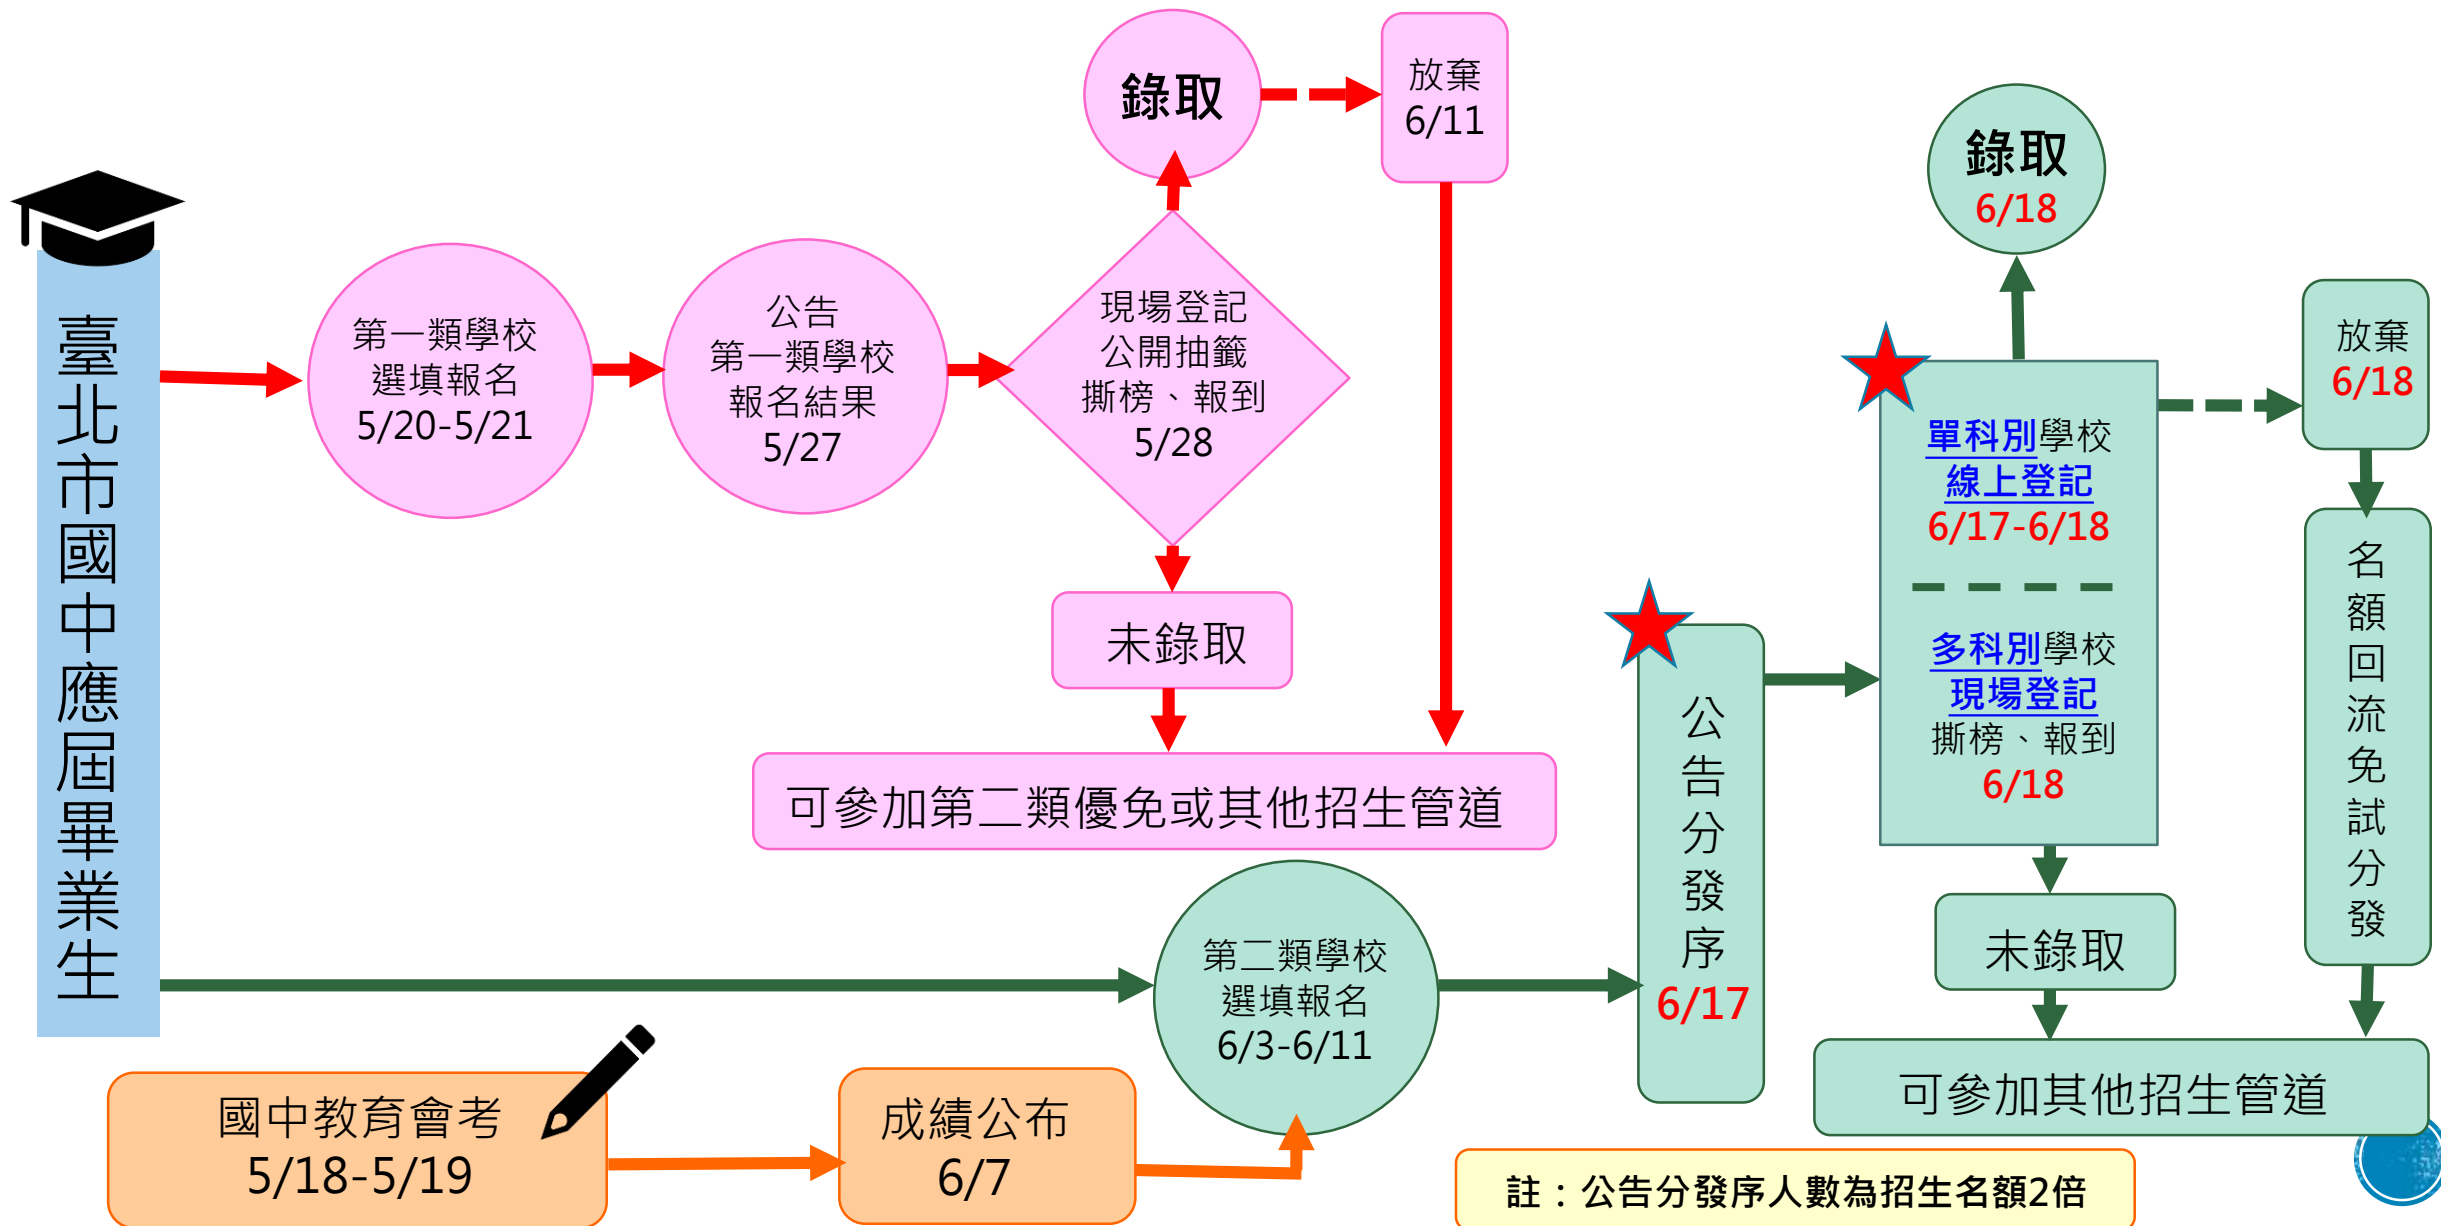 臺北市國中應屆畢業生
第一類學校
選填報名
5/20-5/21
公告
第一類學校
報名結果
5/27
現場登記
公開抽籤
撕榜、報到
5/28
錄取
放棄
6/11
未錄取
可參加第二類優免或其他招生管道
國中教育會考
5/18-5/19
成績公布
6/7
第二類學校
選填報名
6/3-6/11
公告分發序
6/17
單科別學校
線上登記
6/17-6/18
多科別學校
現場登記
撕榜、報到
6/18
錄取
6/18
放棄
6/18
名額回流免試分發
未錄取
可參加其他招生管道
註：公告分發序人數為招生名額2倍